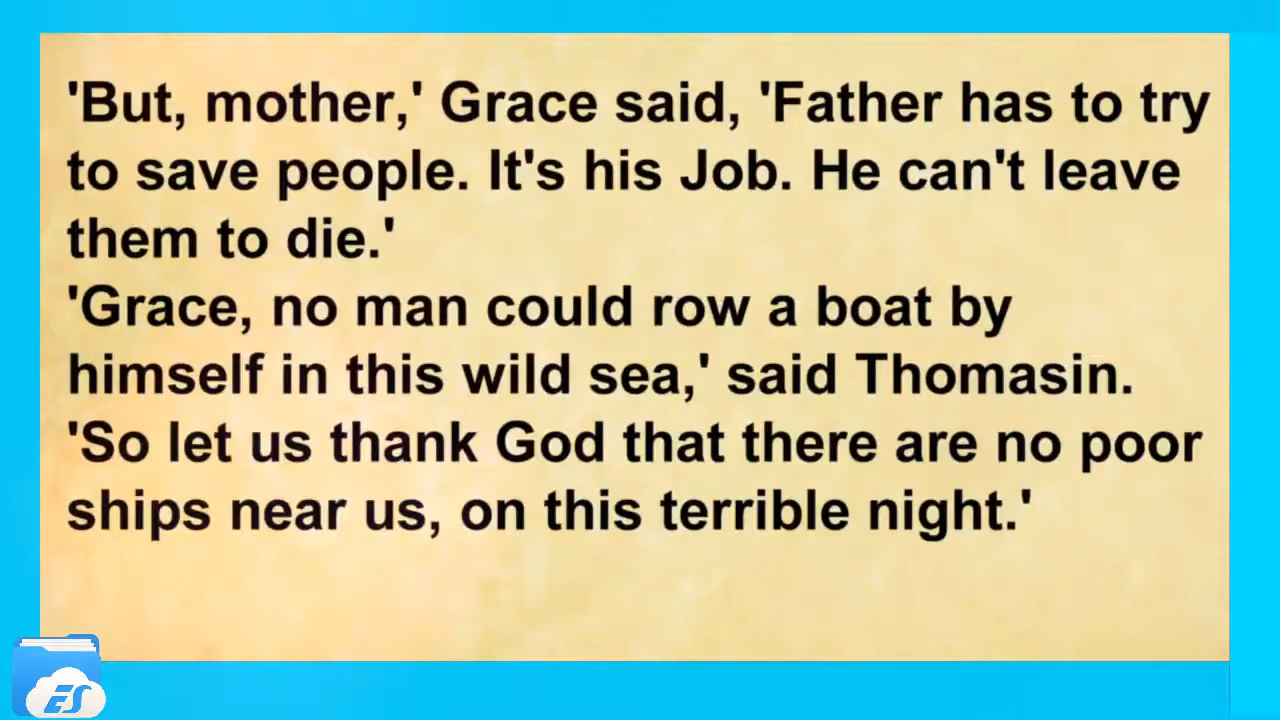 'But, mother,' Grace said, 'Father has to try
to save people. It's his Job. He can't leave
them to die.'
'Grace, no man could row a boat by
himself in this wild sea,' said Thomasin.
'So let us thank God that there are no poor
ships near us, on this terrible night.'
ES